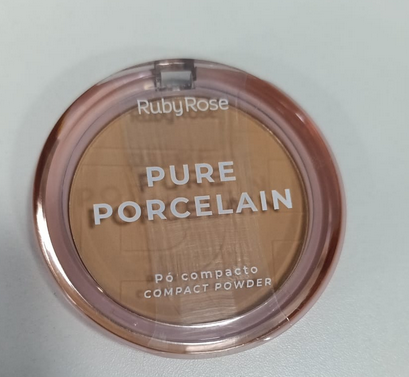 RubyRose
PURE
PORCELAIN
Pó compacto
COMPACT POWDER